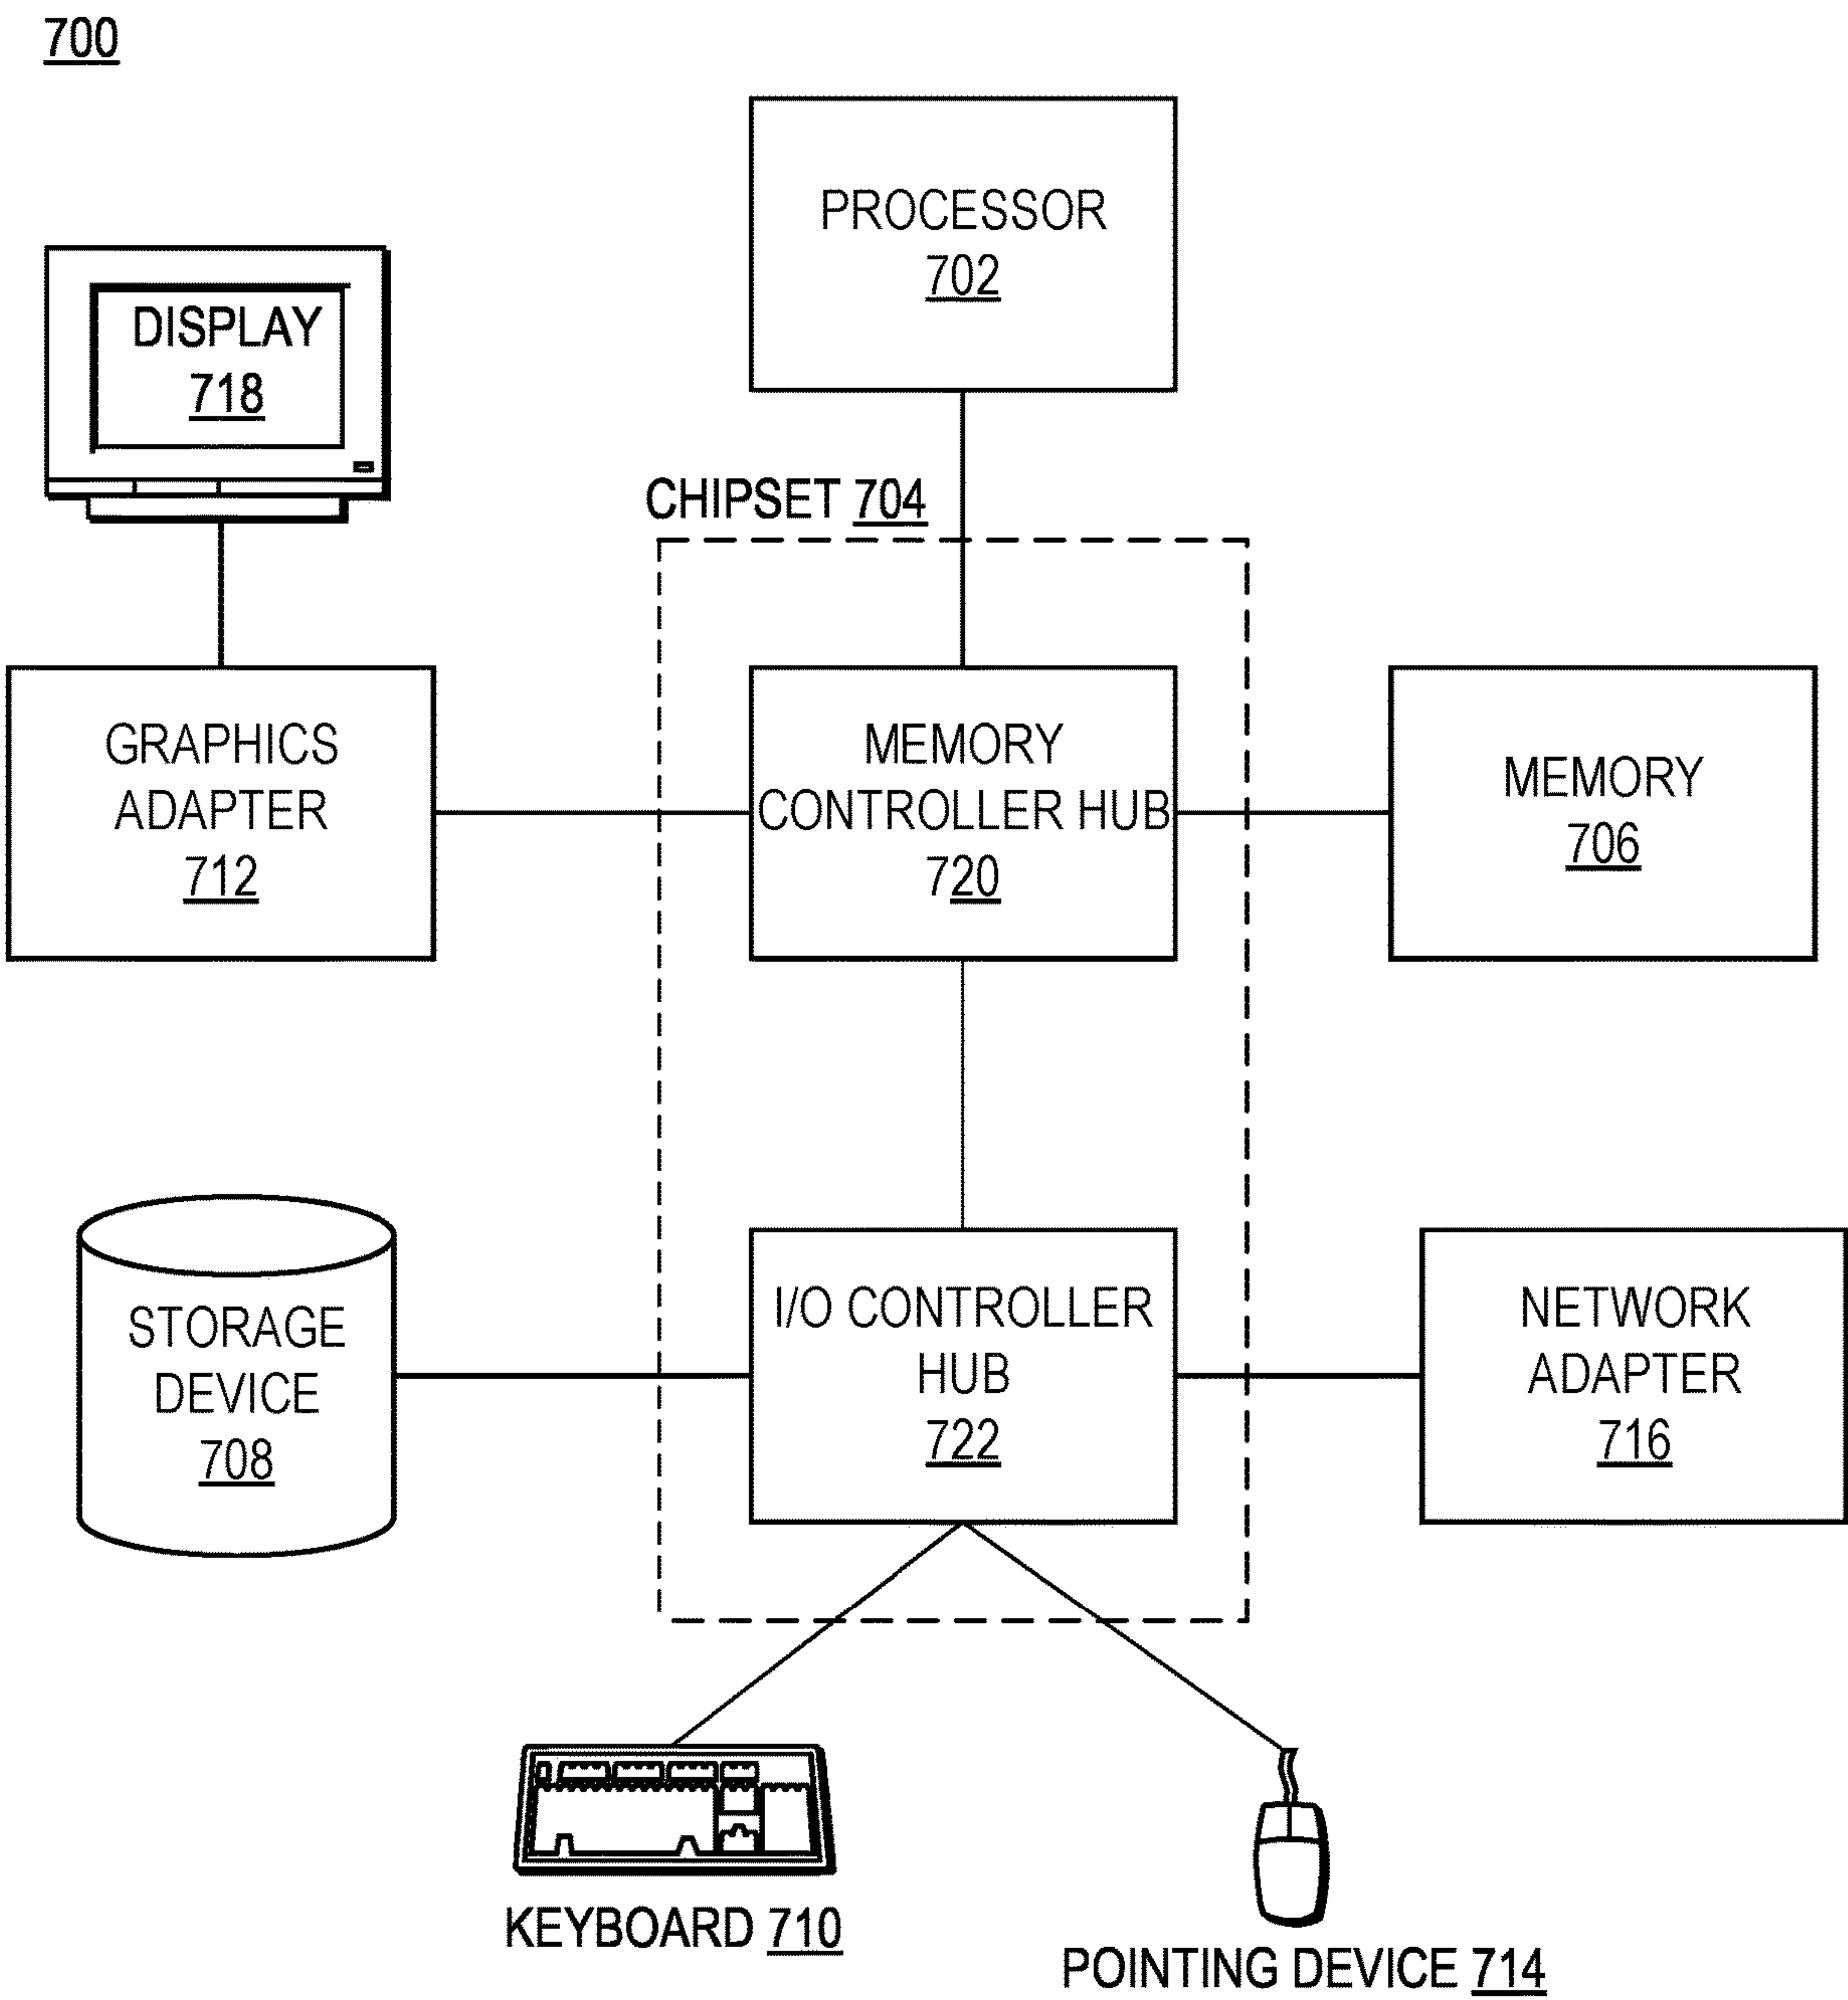 700
PROCESSOR
702
DISPLAY
718
CHIPSET 704
GRAPHICS
ADAPTER
712
MEMORY
CONTROLLER HUB
720
MEMORY
706
STORAGE
DEVICE
708
I/O CONTROLLER
HUB
722
NETWORK
ADAPTER
716
KEYBOARD 710
POINTING DEVICE 714